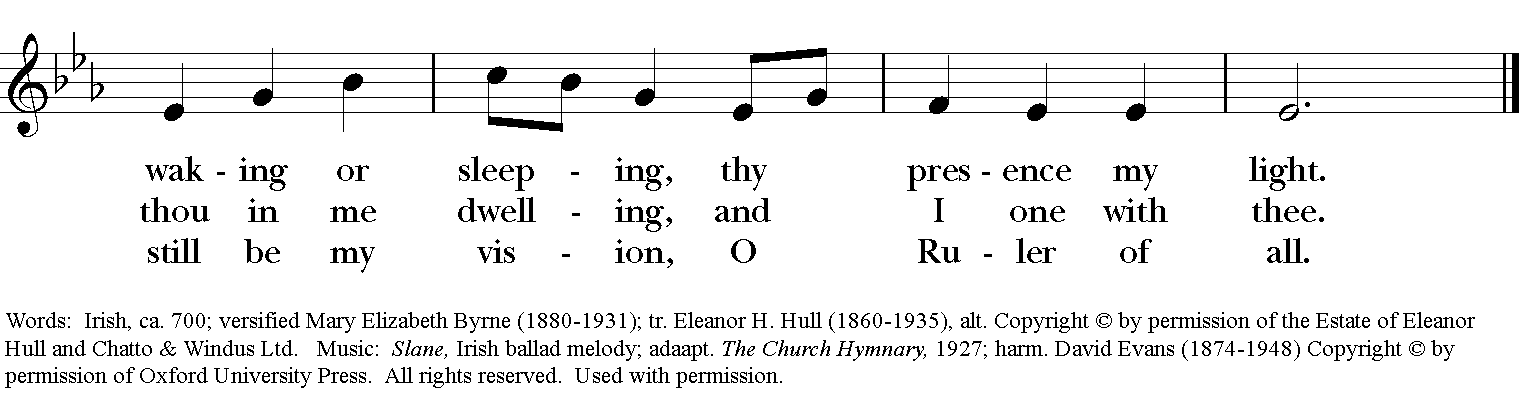 wak - ing or sleep - ing, thy pres - ence my light.
thou in me dwell - ing, and I one with thee.
still be my vis - ion, O Ru - ler of all.
Words:  Irish, ca. 700; versified Mary Elizabeth Byrne (1880-1931); tr. Eleanor H. Hull (1860-1935), alt. Copyright © by permission of the Estate of Eleanor
Hull and Chatto & Windus Ltd.   Music:  Slane, Irish ballad melody; adaapt. The Church Hymnary, 1927; harm. David Evans (1874-1948) Copyright © by
permission of Oxford University Press.  All rights reserved.  Used with permission.